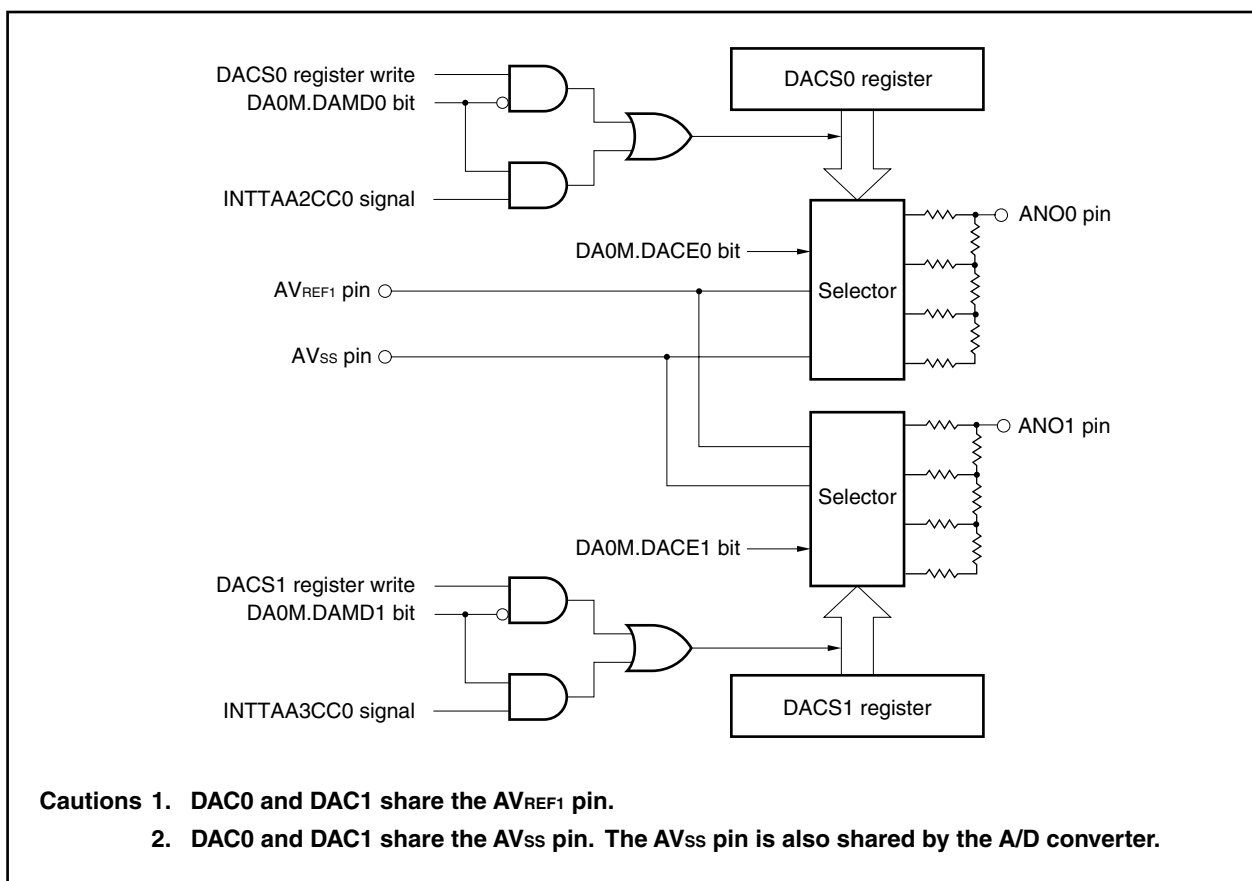 DACS0 register write
DA0M.DAMD0 bit
INTTAA2CC0 signal
DACS0 register
DA0M.DACE0 bit
Selector
ANO0 pin
AVREF1 pin
AVSS pin
Selector
ANO1 pin
DA0M.DACE1 bit
DACS1 register write
DA0M.DAMD1 bit
INTTAA3CC0 signal
DACS1 register
Cautions 1. DAC0 and DAC1 share the AVREF1 pin.
2. DAC0 and DAC1 share the AVSS pin. The AVSS pin is also shared by the A/D converter.